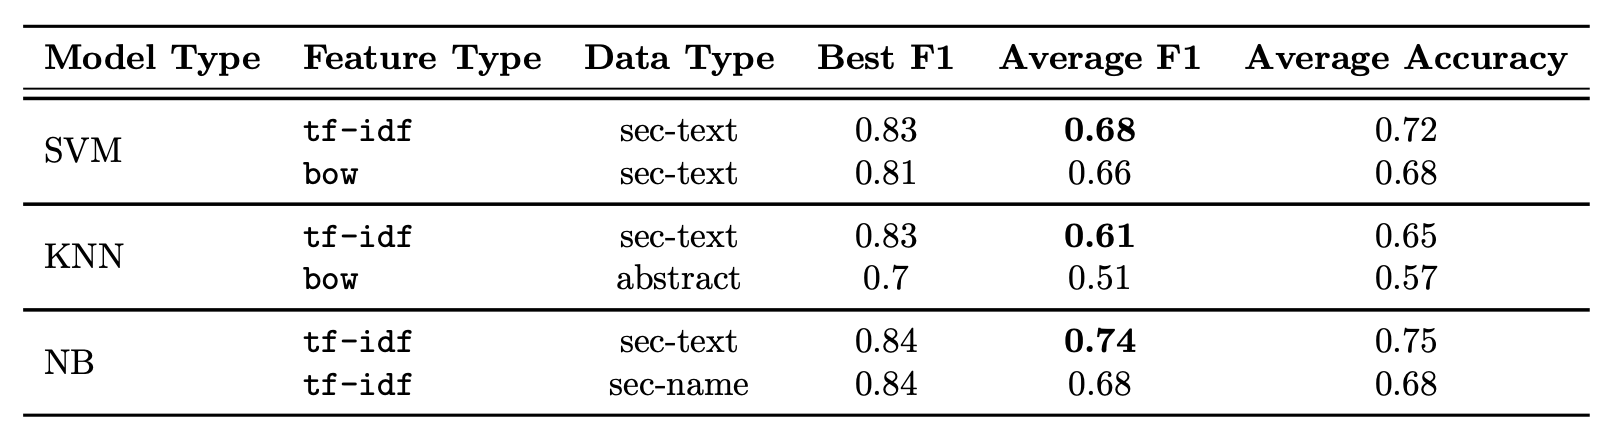 Model Type Feature Type Data Type Best F1 Average F1 Average Accuracy
SVM
tf-idf sec-text 0.83 0.68 0.72
bow sec-text 0.81 0.66 0.68
KNN
tf-idf sec-text 0.83 0.61 0.65
bow abstract 0.7 0.51 0.57
NB
tf-idf sec-text 0.84 0.74 0.75
tf-idf sec-name 0.84 0.68 0.68